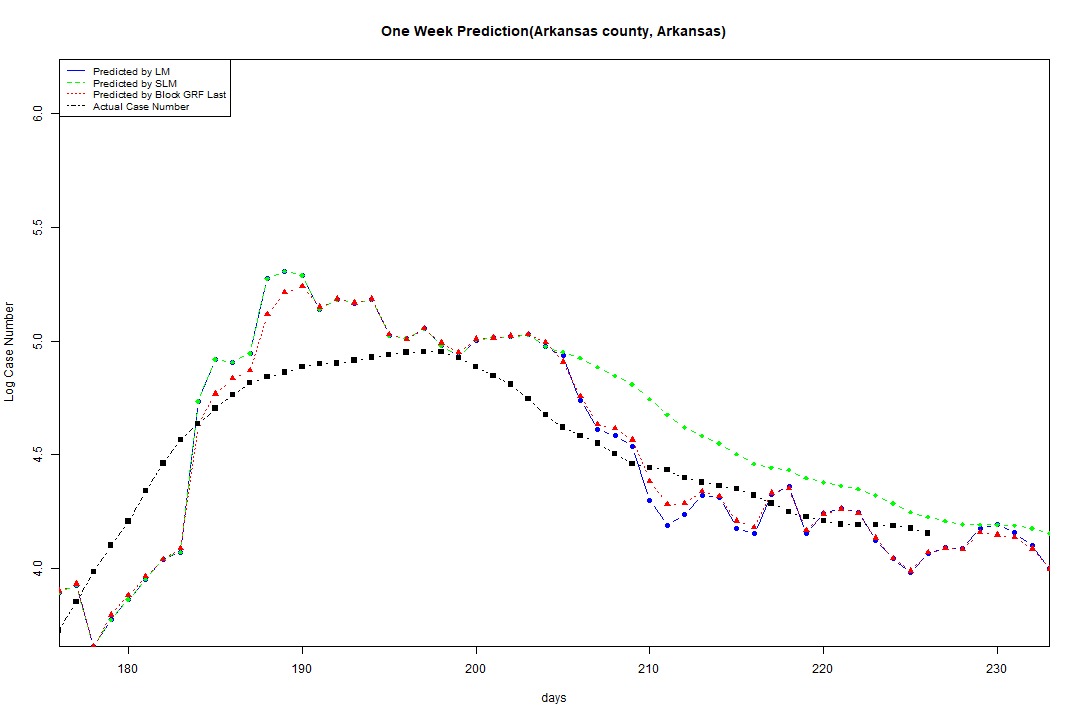 One Week Prediction(Arkansas county, Arkansas)
Predicted by LM
Predicted by SLM
Predicted by Block GRF Last
Actual Case Number
6.0
5.5
5.0
4.5
4.0
Log Case Number
180 190 200 210 220 230
days